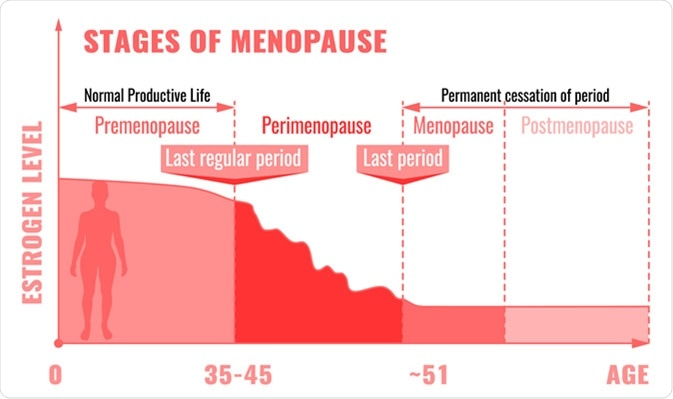 STAGES OF MENOPAUSE
Normal Productive Life
Permanent cessation of period
Premenopause
Perimenopause
Menopause
Postmenopause
Last regular period
Last period
ESTROGEN LEVEL
0
35-45
~51
AGE